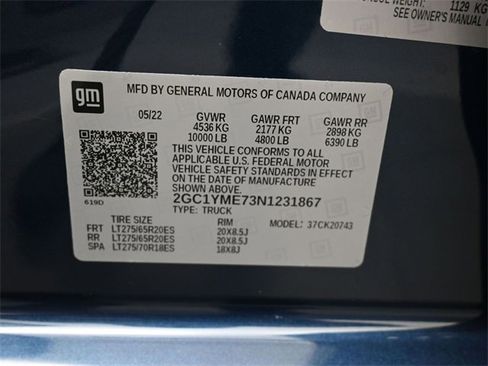 1129 KG
SEE OWNER'S MANUAL
gm
MFD BY GENERAL MOTORS OF CANADA COMPANY
05/22 GVWR GAWR FRT GAWR RR
4536 KG 2177 KG 2898 KG
10000 LB 4800 LB 6390 LB
THIS VEHICLE CONFORMS TO ALL
APPLICABLE U.S. FEDERAL MOTOR
VEHICLE SAFETY STANDARDS IN EFFECT
ON THE DATE OF MANUFACTURE SHOWN ABOVE.
619D 2GC1YME73N1231867
TYPE: TRUCK MODEL: 37CK20743
TIRE SIZE RIM
FRT LT275/65R20ES 20X8.5J
RR LT275/65R20ES 20X8.5J
SPA LT275/70R18ES 18X8J